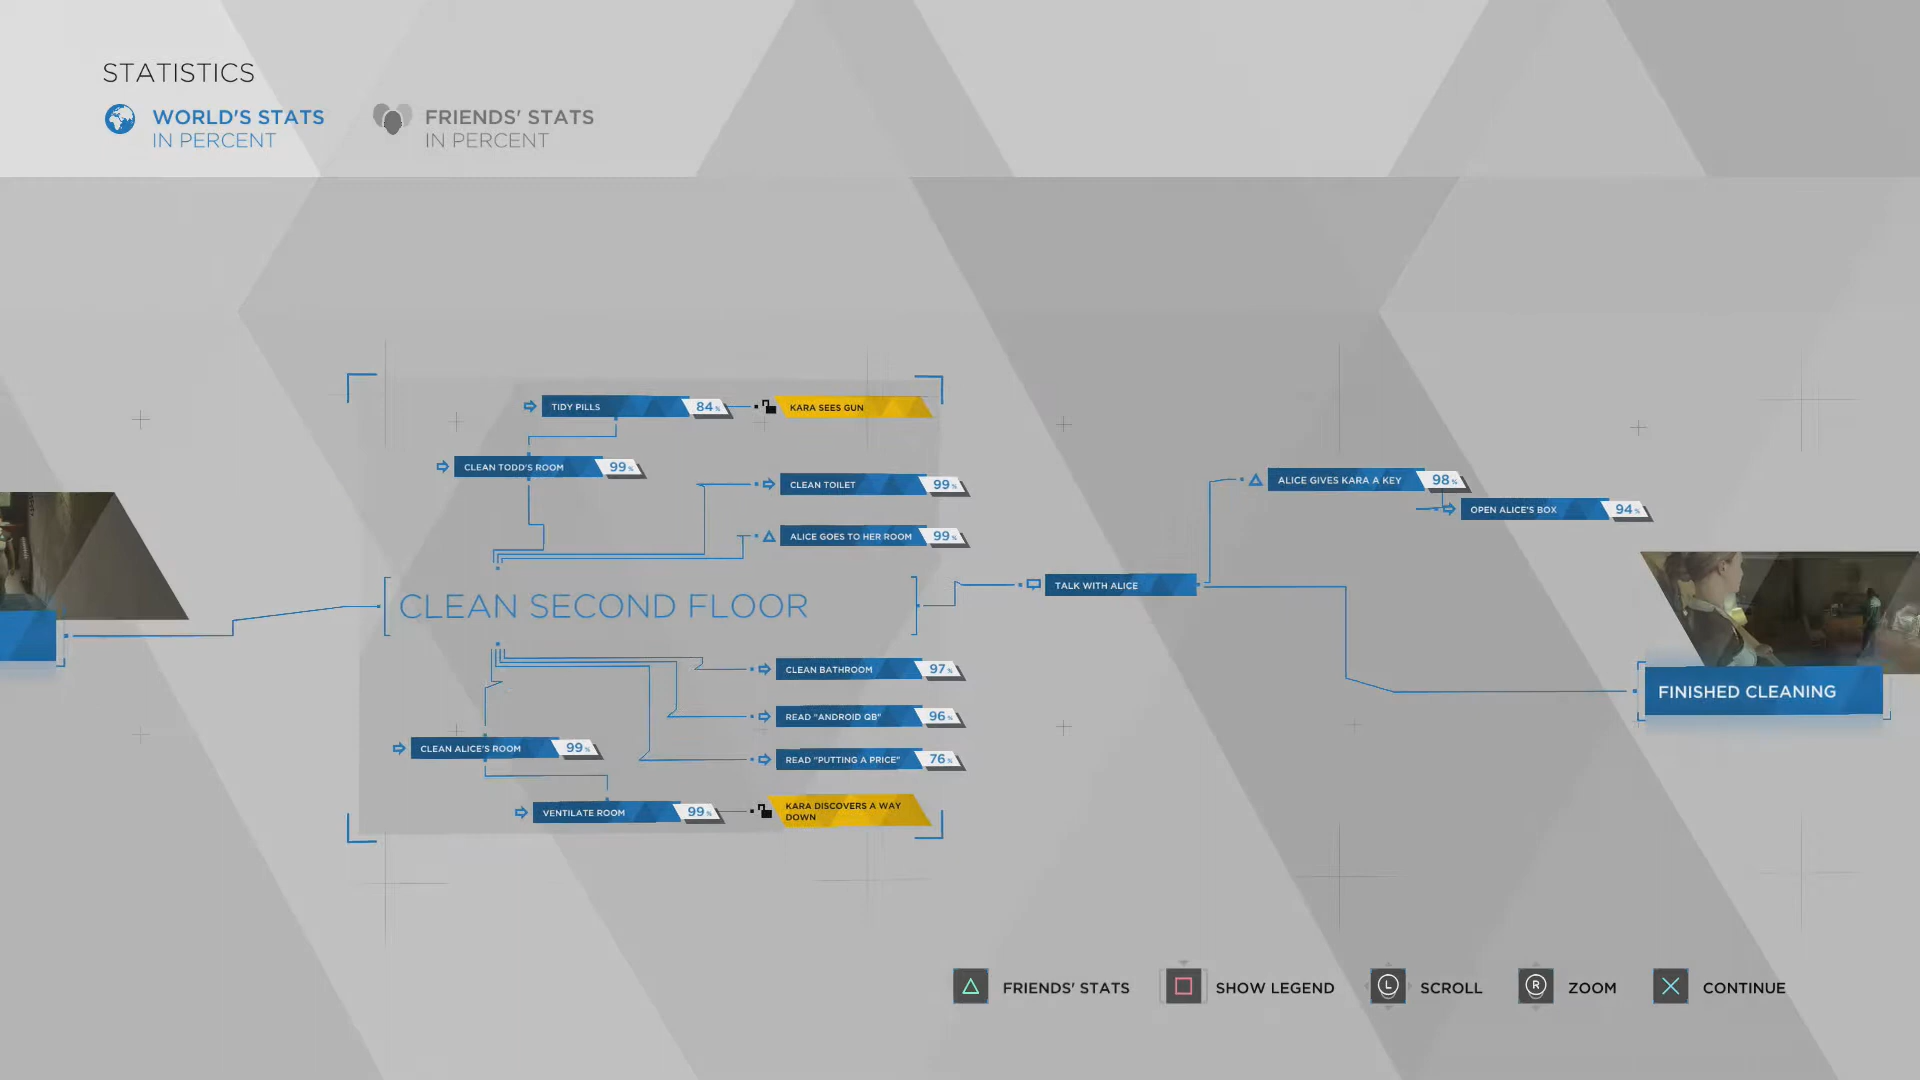 STATISTICS
WORLD'S STATS
IN PERCENT
FRIENDS' STATS
IN PERCENT
TIDY PILLS 84%
KARA SEES GUN
CLEAN TODD'S ROOM 99%
CLEAN TOILET 99%
ALICE GOES TO HER ROOM 99%
CLEAN SECOND FLOOR
CLEAN BATHROOM 97%
READ "ANDROID QB" 96%
CLEAN ALICE'S ROOM 99%
READ "PUTTING A PRICE" 76%
VENTILATE ROOM 99%
KARA DISCOVERS A WAY
DOWN
TALK WITH ALICE
ALICE GIVES KARA A KEY 98%
OPEN ALICE'S BOX 94%
FINISHED CLEANING
FRIENDS' STATS
SHOW LEGEND
L SCROLL
R ZOOM
CONTINUE